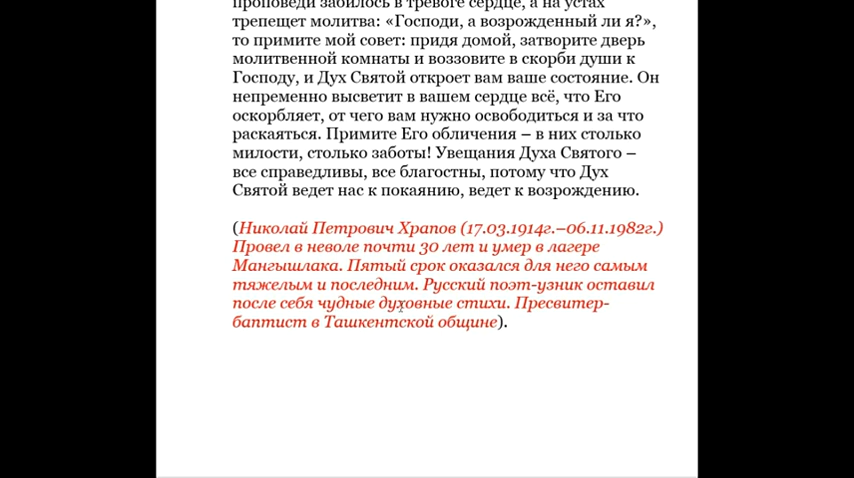 проповеди забилось в тревоге сердце, а на устах
трепещет молитва: «Господи, а возрожденный ли я?»,
то примите мой совет: придя домой, затворите дверь
молитвенной комнаты и воззовите в скорби души к
Господу, и Дух Святой откроет вам ваше состояние. Он
непременно высветит в вашем сердце всё, что Его
оскорбляет, от чего вам нужно освободиться и за что
раскаяться. Примите Его обличения – в них столько
милости, столько заботы! Увещания Духа Святого –
все справедливы, все благостны, потому что Дух
Святой ведет нас к покаянию, ведет к возрождению.
(Николай Петрович Храпов (17.03.1914г.–06.11.1982г.)
Провел в неволе почти 30 лет и умер в лагере
Мангышлака. Пятый срок оказался для него самым
тяжелым и последним. Русский поэт-узник оставил
после себя чудные духовные стихи. Пресвитер-
баптист в Ташкентской общине).